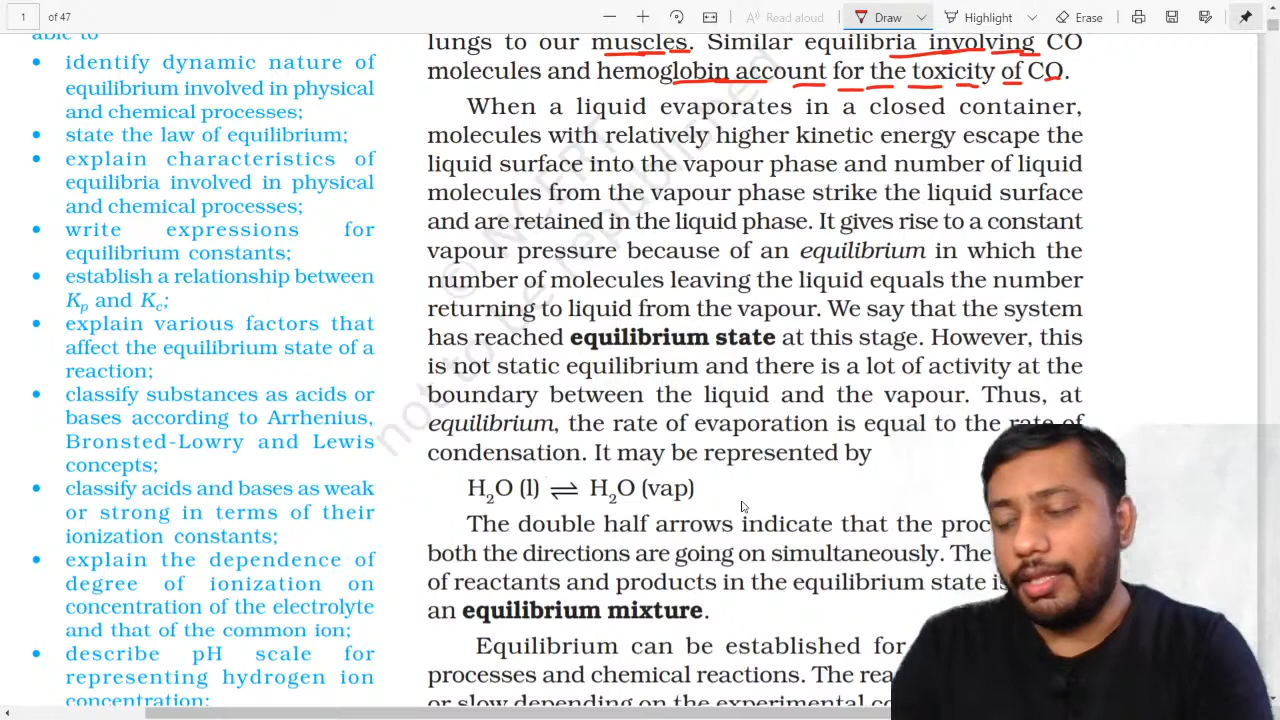 1 of 47
Read aloud
Draw
Highlight
Erase
able to
• identify dynamic nature of
equilibrium involved in physical
and chemical processes;
• state the law of equilibrium;
• explain characteristics of
equilibria involved in physical
and chemical processes;
• write expressions for
equilibrium constants;
• establish a relationship between
Kp and Kc;
• explain various factors that
affect the equilibrium state of a
reaction;
• classify substances as acids or
bases according to Arrhenius,
Bronsted-Lowry and Lewis
concepts;
• classify acids and bases as weak
or strong in terms of their
ionization constants;
• explain the dependence of
degree of ionization on
concentration of the electrolyte
and that of the common ion;
• describe pH scale for
representing hydrogen ion
concentration;
lungs to our muscles. Similar equilibria involving CO
molecules and hemoglobin account for the toxicity of CO.
When a liquid evaporates in a closed container,
molecules with relatively higher kinetic energy escape the
liquid surface into the vapour phase and number of liquid
molecules from the vapour phase strike the liquid surface
and are retained in the liquid phase. It gives rise to a constant
vapour pressure because of an equilibrium in which the
number of molecules leaving the liquid equals the number
returning to liquid from the vapour. We say that the system
has reached equilibrium state at this stage. However, this
is not static equilibrium and there is a lot of activity at the
boundary between the liquid and the vapour. Thus, at
equilibrium, the rate of evaporation is equal to the rate of
condensation. It may be represented by
H₂O (l) ⇌ H₂O (vap)
The double half arrows indicate that the
both the directions are going on simultaneously. The
of reactants and products in the equilibrium state
an equilibrium mixture.
Equilibrium can be established for
processes and chemical reactions. The
or slow depending on the experimental
© NCERT
not to be republished